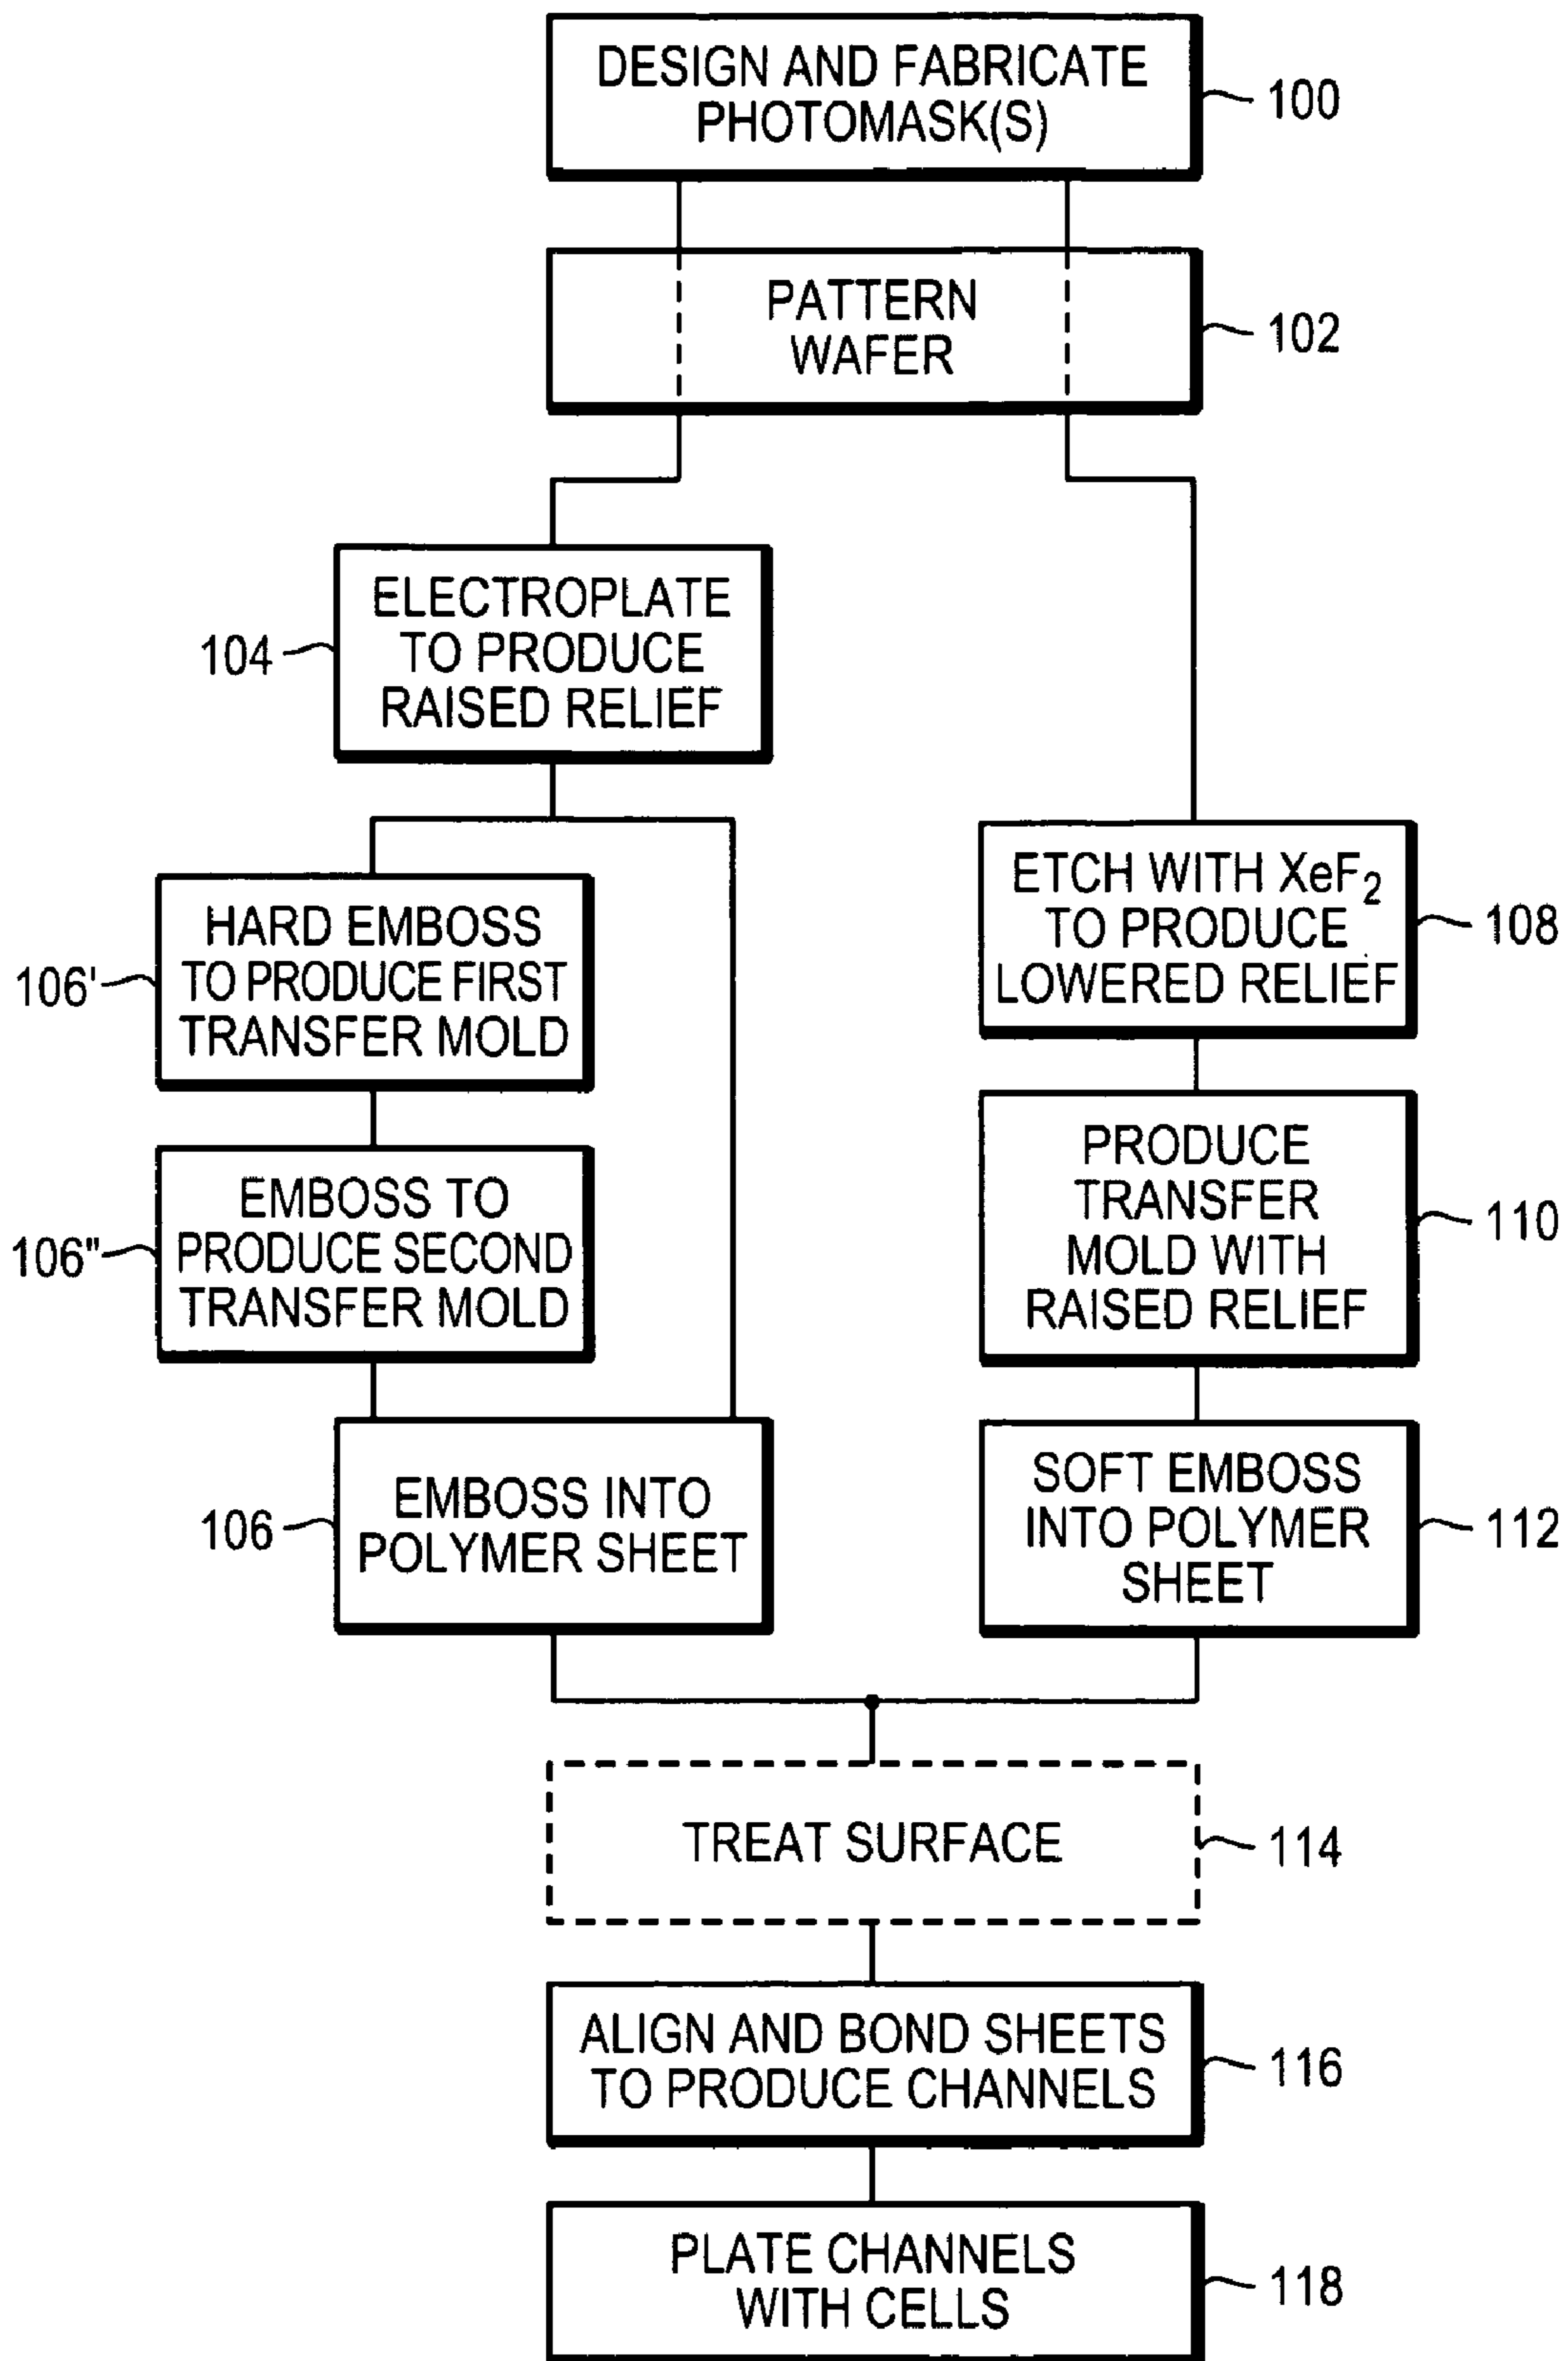 DESIGN AND FABRICATE
PHOTOMASK(S)
100
PATTERN
WAFER
102
ELECTROPLATE
TO PRODUCE
RAISED RELIEF
104
HARD EMBOSS
TO PRODUCE FIRST
TRANSFER MOLD
106'
EMBOSS TO
PRODUCE SECOND
TRANSFER MOLD
106"
EMBOSS INTO
POLYMER SHEET
106
ETCH WITH XeF₂
TO PRODUCE
LOWERED RELIEF
108
PRODUCE
TRANSFER
MOLD WITH
RAISED RELIEF
110
SOFT EMBOSS
INTO POLYMER
SHEET
112
TREAT SURFACE
114
ALIGN AND BOND SHEETS
TO PRODUCE CHANNELS
116
PLATE CHANNELS
WITH CELLS
118